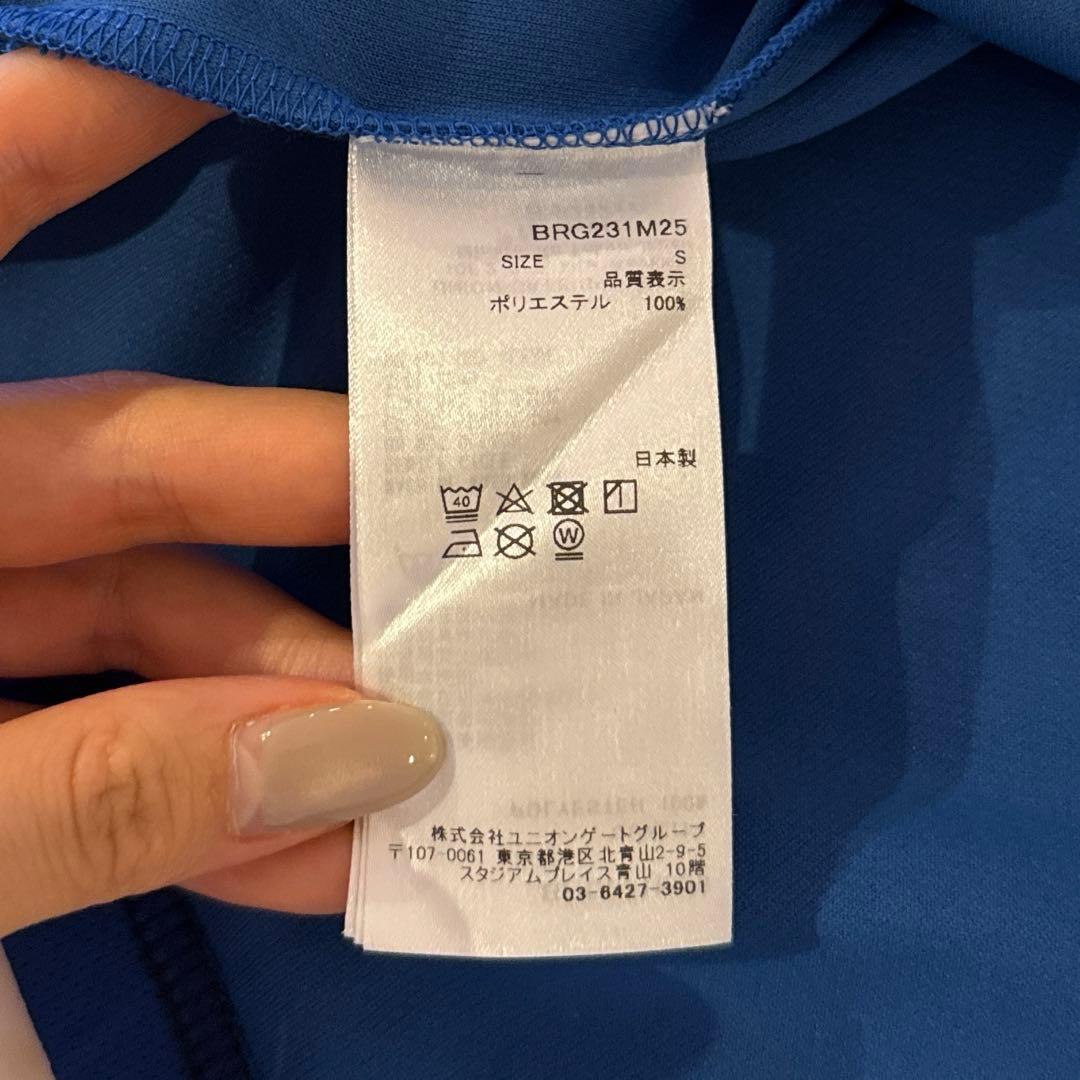 BRG231M25
SIZE S
品質表示
ポリエステル 100%
日本製
40
W
株式会社ユニオンゲートグループ
〒107-0061 東京都港区北青山2-9-5
スタジアムプレイス青山 10階
03-6427-3901